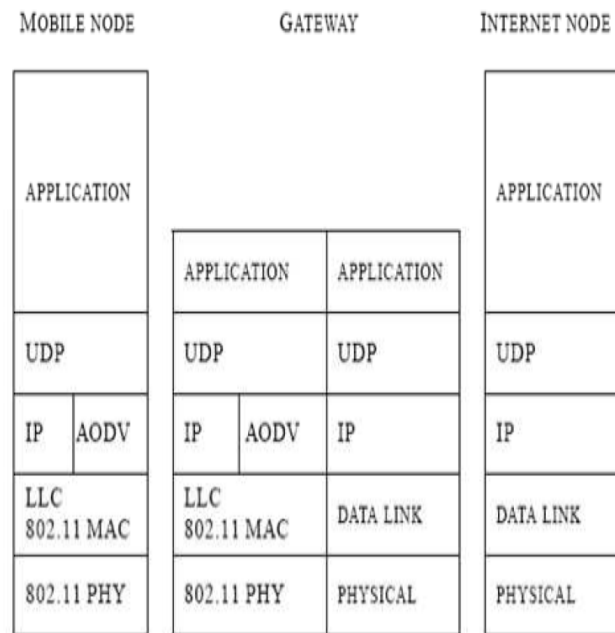 MOBILE NODE
GATEWAY
INTERNET NODE
APPLICATION
APPLICATION
APPLICATION
APPLICATION
UDP
UDP
UDP
UDP
IP
AODV
IP
AODV
IP
IP
LLC
802.11 MAC
LLC
802.11 MAC
DATA LINK
DATA LINK
802.11 PHY
802.11 PHY
PHYSICAL
PHYSICAL